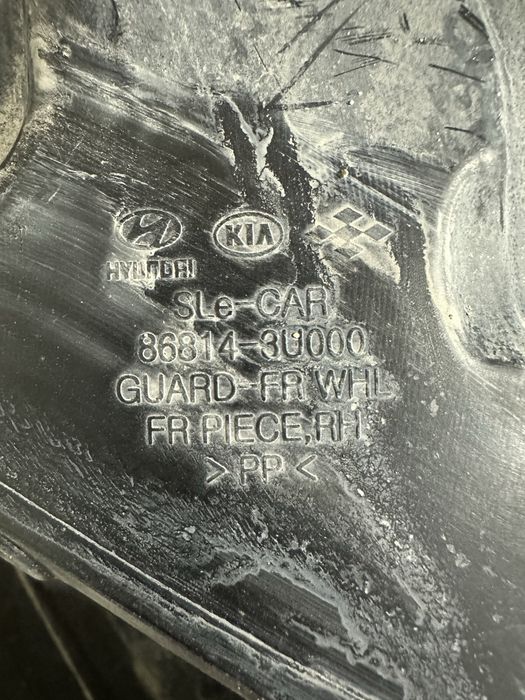 KIA
HYUNDAI
SLe-CAR
86814-3U000
GUARD-FR WHL
FR PIECE,RH
> PP <